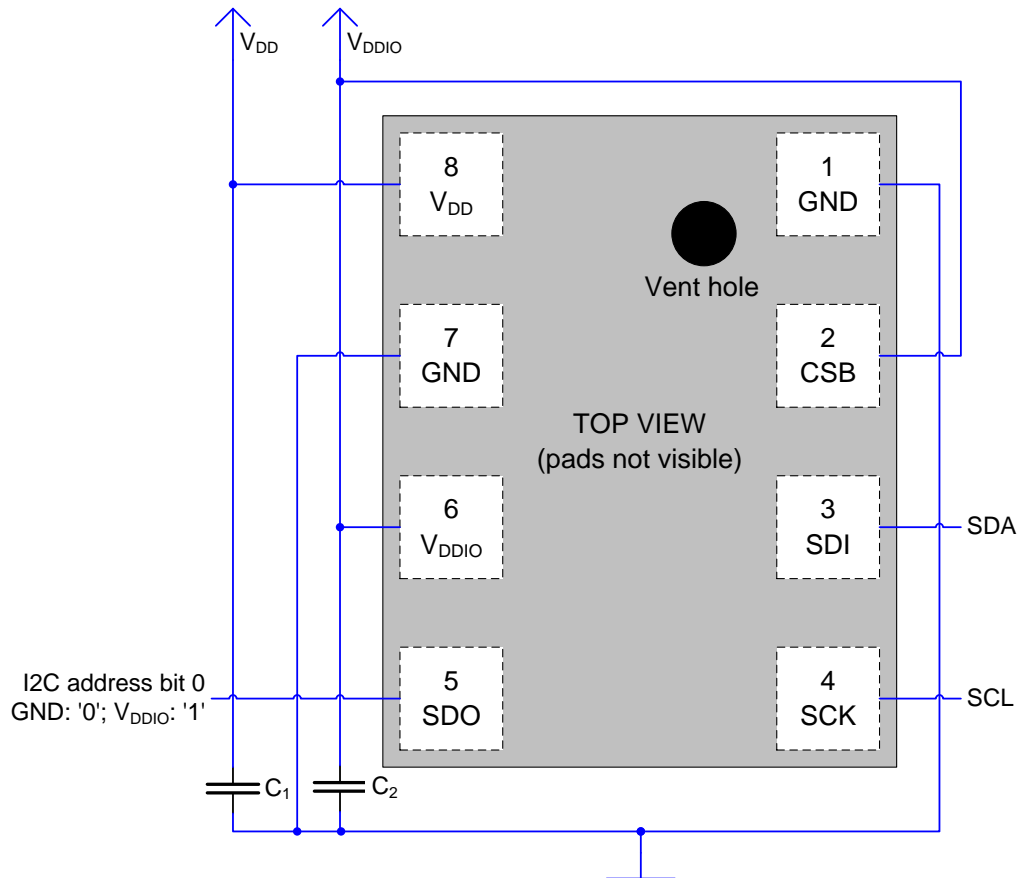 VDD
VDDIO
8
VDD
1
GND
Vent hole
7
GND
2
CSB
TOP VIEW
(pads not visible)
6
VDDIO
3
SDI
SDA
I2C address bit 0
GND: '0'; VDDIO: '1'
5
SDO
4
SCK
SCL
C1
C2